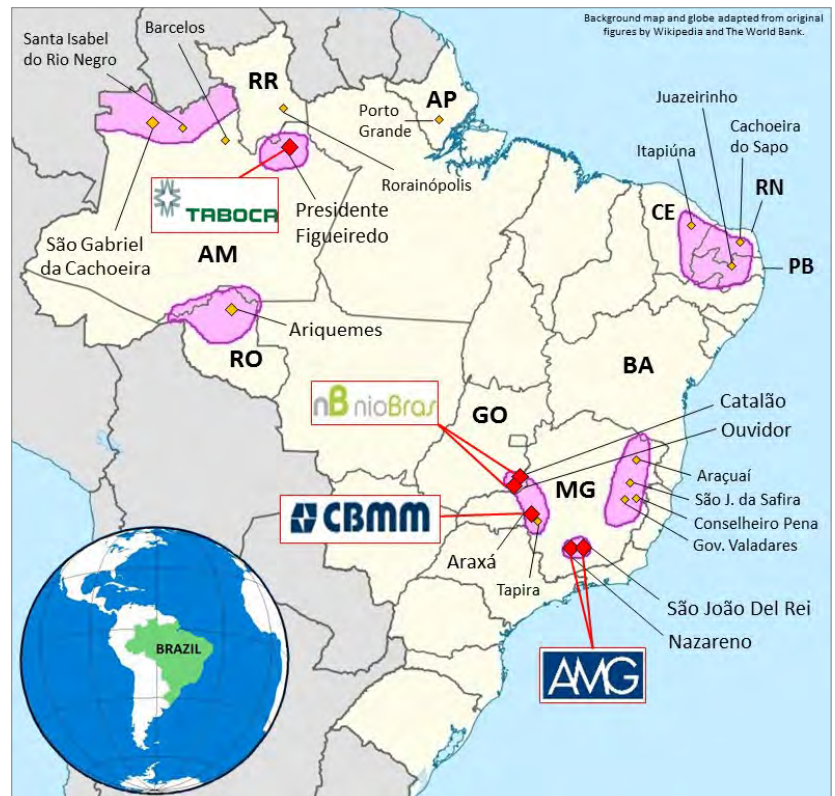 Background map and globe adapted from original
figures by Wikipedia and The World Bank.
Santa Isabel
do Rio Negro
Barcelos
RR
AP
Porto
Grande
Juazeirinho
Cachoeira
do Sapo
Itapiúna
RN
CE
PB
TABOCA
Rorainópolis
Presidente
Figueiredo
São Gabriel
da Cachoeira
AM
Ariquemes
RO
BA
nB nioBras
GO
Catalão
Ouvidor
MG
Araçuaí
São J. da Safira
Conselheiro Pena
Gov. Valadares
CBMM
Araxá
Tapira
São João Del Rei
Nazareno
AMG
BRAZIL